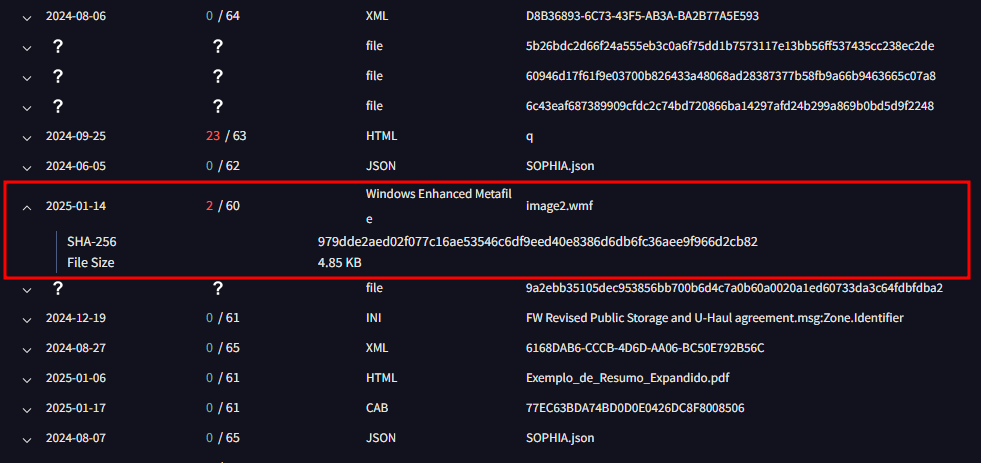 2024-08-06 0 / 64 XML D8B36893-6C73-43F5-AB3A-BA2B77A5E593
? ? file 5b26bdc2d66f24a555eb3c0a6f75dd1b7573117e13bb56ff537435cc238ec2de
? ? file 60946d17f61f9e03700b826433a48068ad28387377b58fb9a66b9463665c07a8
? ? file 6c43eaf687389909cfdc2c74bd720866ba14297afd24b299a869b0bd5d9f2248
2024-09-25 23 / 63 HTML q
2024-06-05 0 / 62 JSON SOPHIA.json
2025-01-14 2 / 60 Windows Enhanced Metafil
e image2.wmf
SHA-256 979dde2aed02f077c16ae53546c6df9eed40e8386d6db6fc36aee9f966d2cb82
File Size 4.85 KB
? ? file 9a2ebb35105dec953856bb700b6d4c7a0b60a0020a1ed60733da3c64fdbfdba2
2024-12-19 0 / 61 INI FW Revised Public Storage and U-Haul agreement.msg:Zone.Identifier
2024-08-27 0 / 65 XML 6168DAB6-CCCB-4D6D-AA06-BC50E792B56C
2025-01-06 0 / 61 HTML Exemplo_de_Resumo_Expandido.pdf
2025-01-17 0 / 61 CAB 77EC63BDA74BD0D0E0426DC8F8008506
2024-08-07 0 / 65 JSON SOPHIA.json